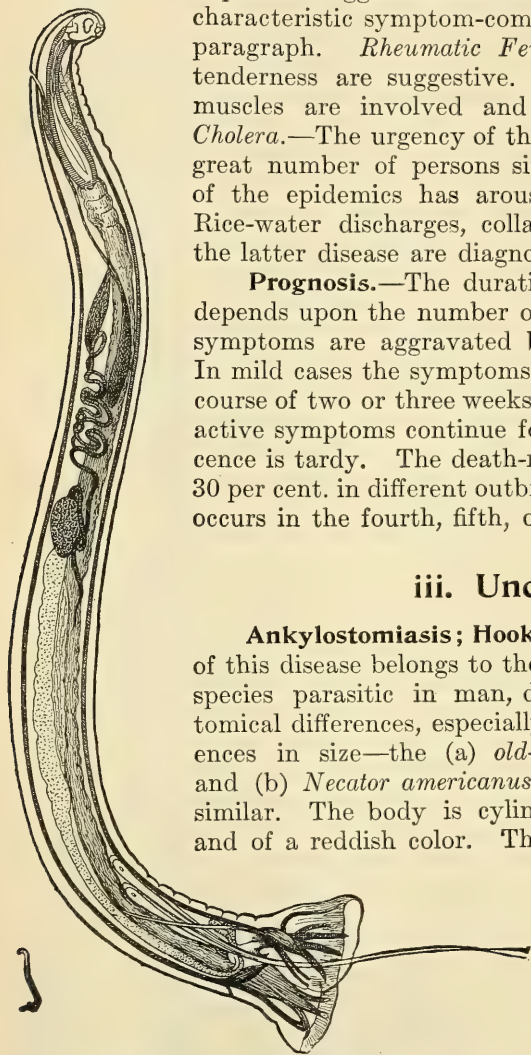 characteristic symptom-com
paragraph. Rheumatic Fe
tenderness are suggestive.
muscles are involved and
Cholera.—The urgency of th
great number of persons si
of the epidemics has arous
Rice-water discharges, colla
the latter disease are diagno
Prognosis.—The durati
depends upon the number o
symptoms are aggravated
In mild cases the symptoms
course of two or three weeks
active symptoms continue f
cence is tardy. The death-r
30 per cent. in different outb
occurs in the fourth, fifth,
iii. Unc
Ankylostomiasis; Hook
of this disease belongs to th
species parasitic in man,
tomical differences, especiall
ences in size—the (a) old-
and (b) Necator americanus
similar. The body is cylin
and of a reddish color. Th